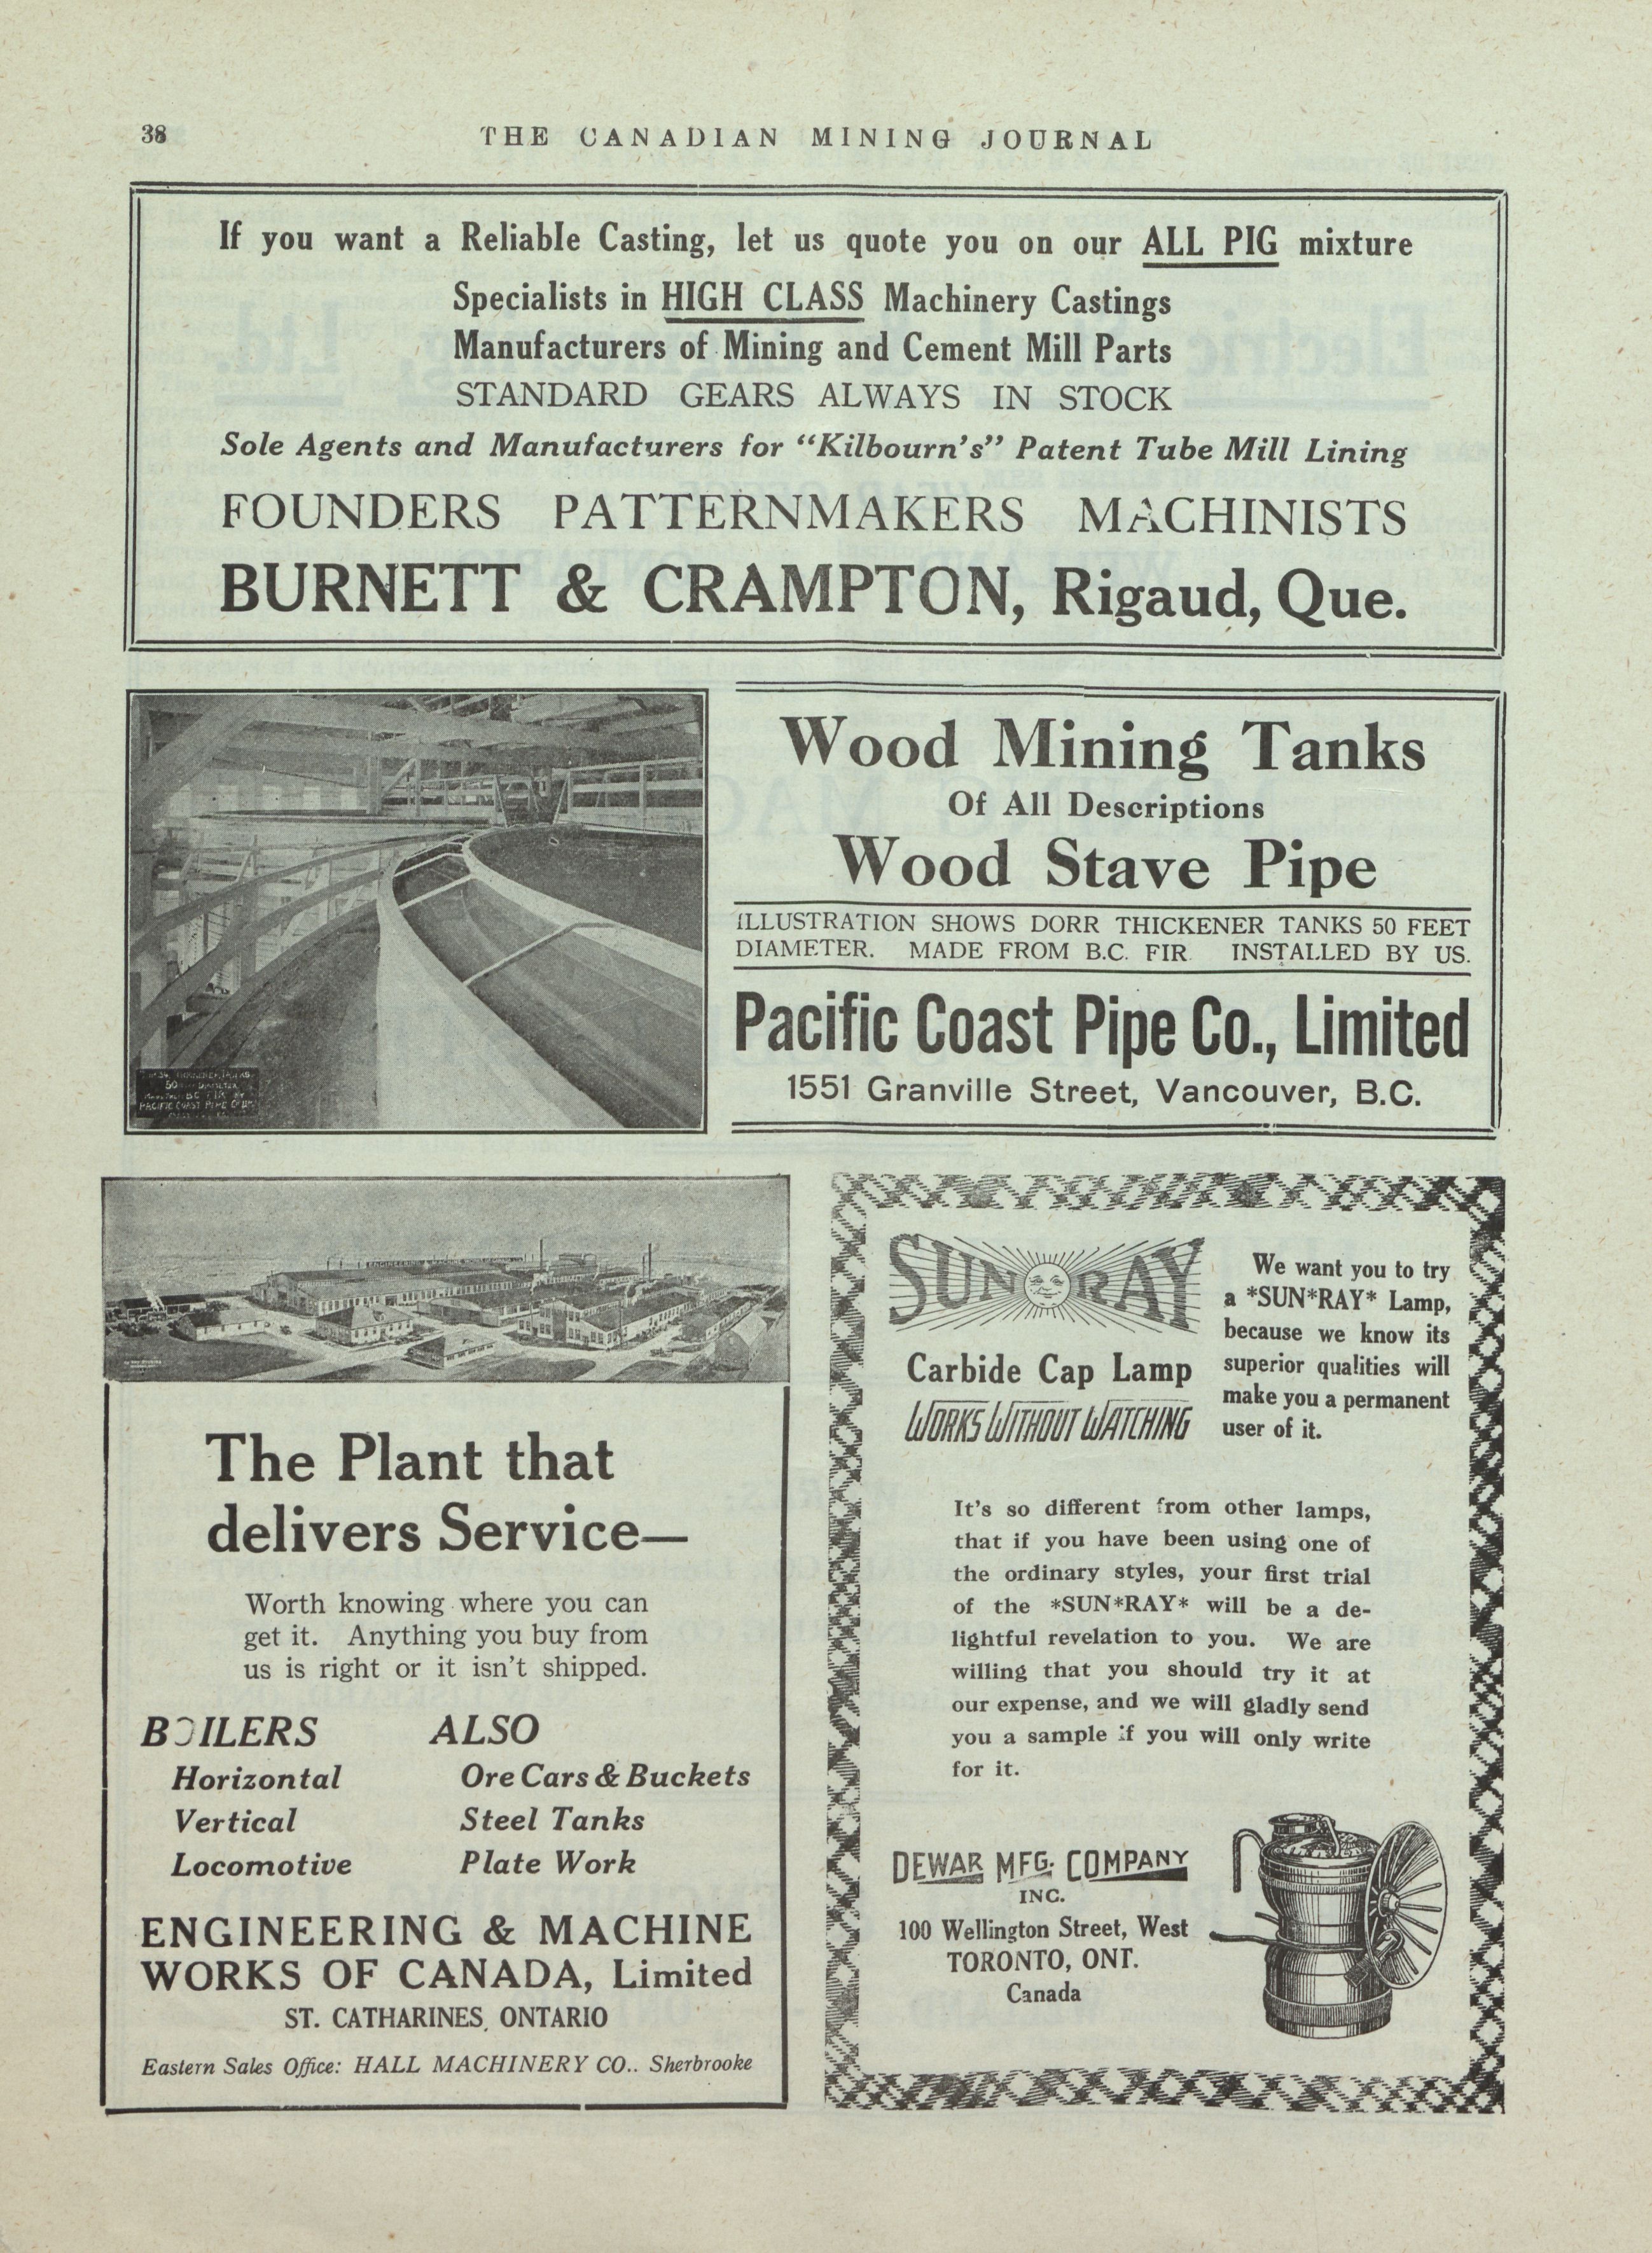 38
THE CANADIAN MINING JOURNAL
If you want a Reliable Casting, let us quote you on our ALL PIG mixture
Specialists in HIGH CLASS Machinery Castings
Manufacturers of Mining and Cement Mill Parts
STANDARD GEARS ALWAYS IN STOCK
Sole Agents and Manufacturers for “Kilbourn's” Patent Tube Mill Lining
FOUNDERS PATTERNMAKERS MACHINISTS
BURNETT & CRAMPTON, Rigaud, Que.
50
DIAMETER
PACIFIC COAST PIPE CO
Wood Mining Tanks
Of All Descriptions
Wood Stave Pipe
ILLUSTRATION SHOWS DORR THICKENER TANKS 50 FEET
DIAMETER. MADE FROM B.C. FIR. INSTALLED BY US.
Pacific Coast Pipe Co., Limited
1551 Granville Street, Vancouver, B.C.
The Plant that
delivers Service—
Worth knowing where you can
get it. Anything you buy from
us is right or it isn't shipped.
BOILERS
Horizontal
Vertical
Locomotive
ALSO
Ore Cars & Buckets
Steel Tanks
Plate Work
ENGINEERING & MACHINE
WORKS OF CANADA, Limited
ST. CATHARINES, ONTARIO
Eastern Sales Office: HALL MACHINERY CO.. Sherbrooke
SUN RAY
Carbide Cap Lamp
WORKS WITHOUT WATCHING
We want you to try
a *SUN*RAY* Lamp,
because we know its
superior qualities will
make you a permanent
user of it.
It's so different from other lamps,
that if you have been using one of
the ordinary styles, your first trial
of the *SUN*RAY* will be a de-
lightful revelation to you. We are
willing that you should try it at
our expense, and we will gladly send
you a sample if you will only write
for it.
DEWAR MFG. COMPANY
INC.
100 Wellington Street, West
TORONTO, ONT.
Canada